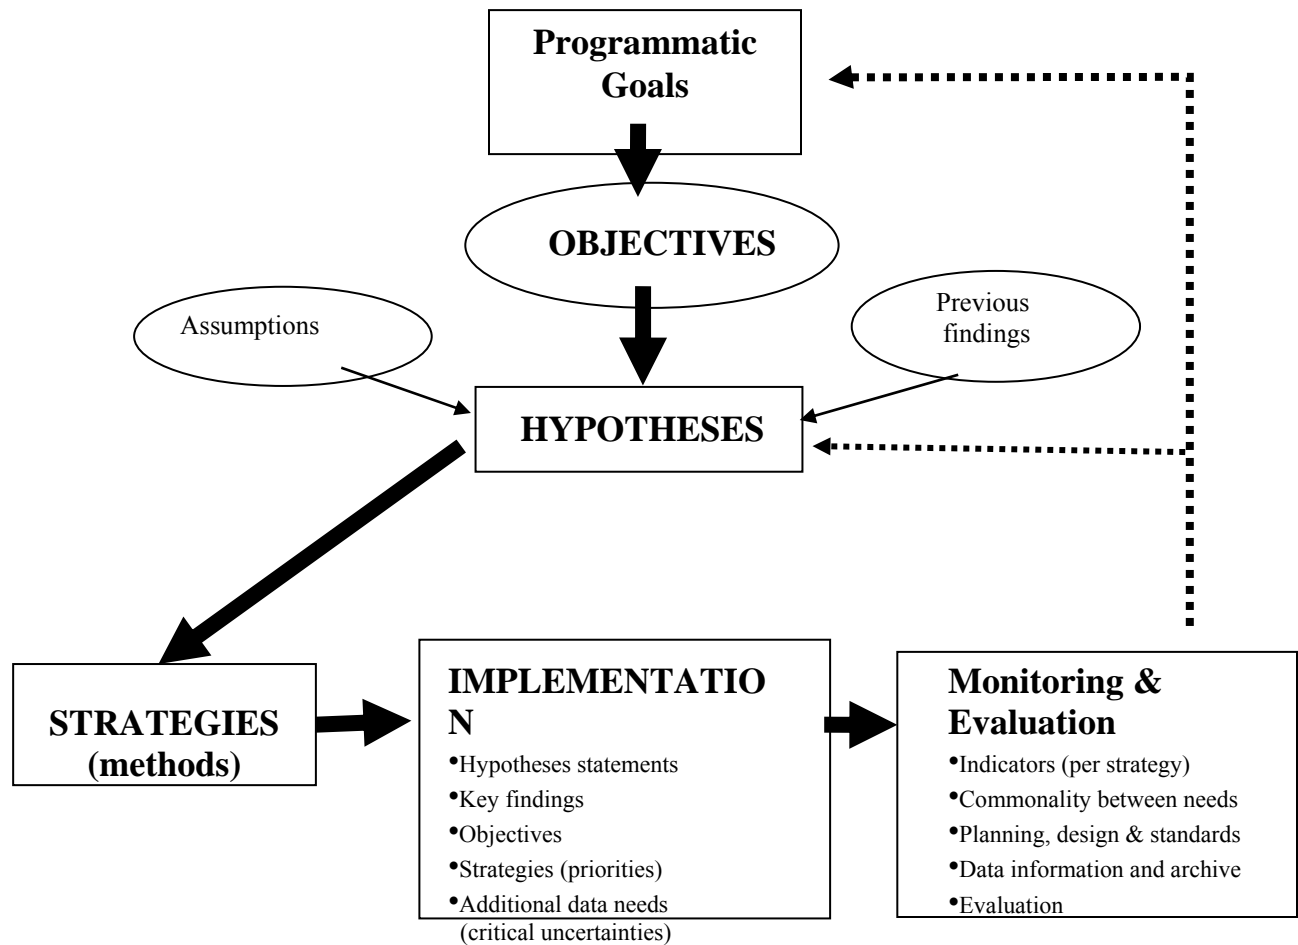 Programmatic
Goals
OBJECTIVES
Assumptions
Previous
findings
HYPOTHESES
STRATEGIES
(methods)
IMPLEMENTATIO
N
•Hypotheses statements
•Key findings
•Objectives
•Strategies (priorities)
•Additional data needs
(critical uncertainties)
Monitoring &
Evaluation
•Indicators (per strategy)
•Commonality between needs
•Planning, design & standards
•Data information and archive
•Evaluation